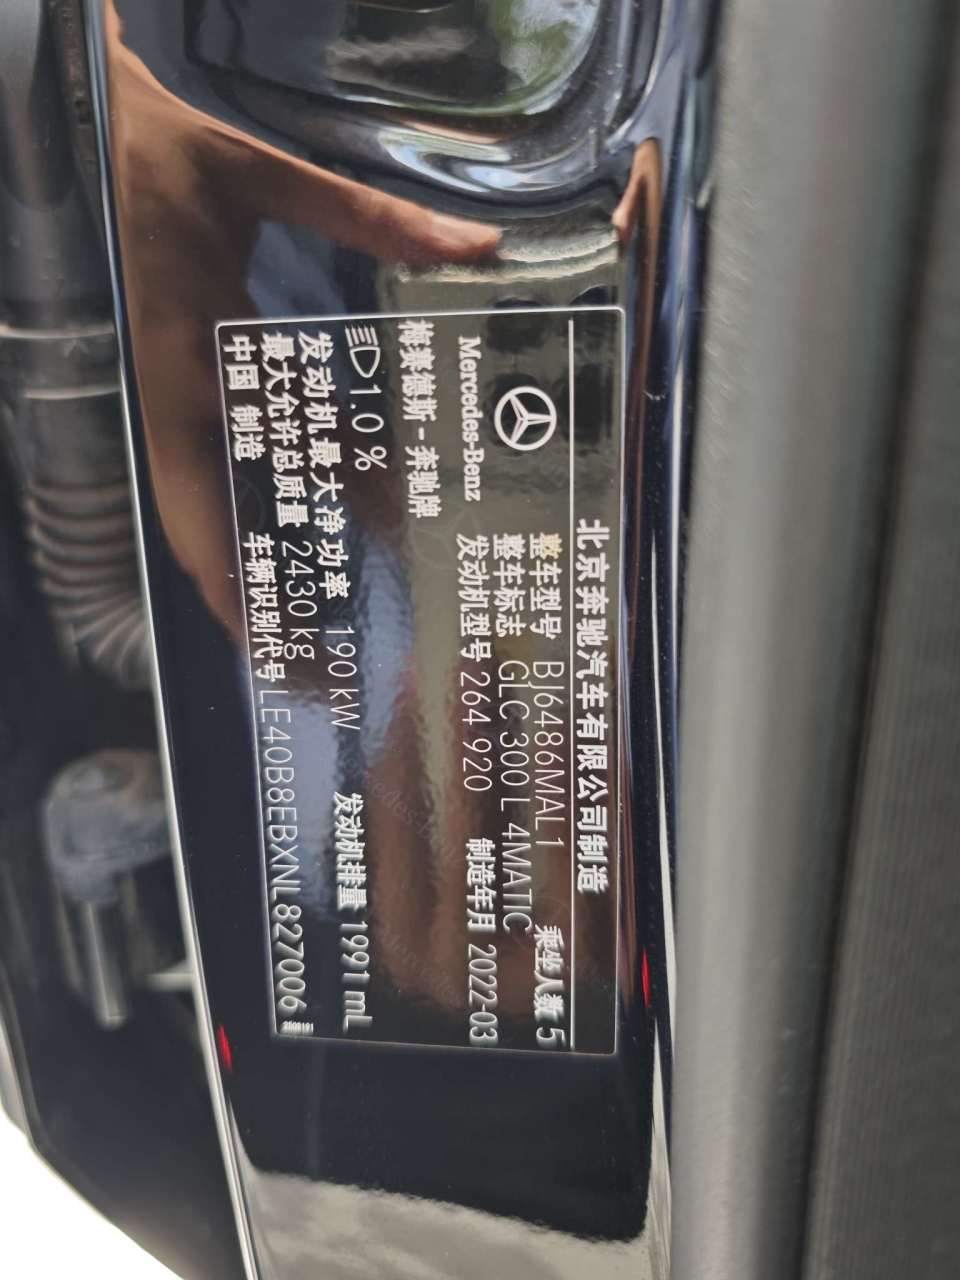 北京奔驰汽车有限公司制造
Mercedes-Benz
整车型号 BJ6486MAL1 乘坐人数 5
整车标志 GLC 300 L 4MATIC
发动机型号 264 920 制造年月 2022-03
梅赛德斯-奔驰牌
1.0 %
发动机最大净功率 190 kW 发动机排量 1991 mL
最大允许总质量 2430 kg
中国 制造 车辆识别代号 LE40B8EBXNL827006